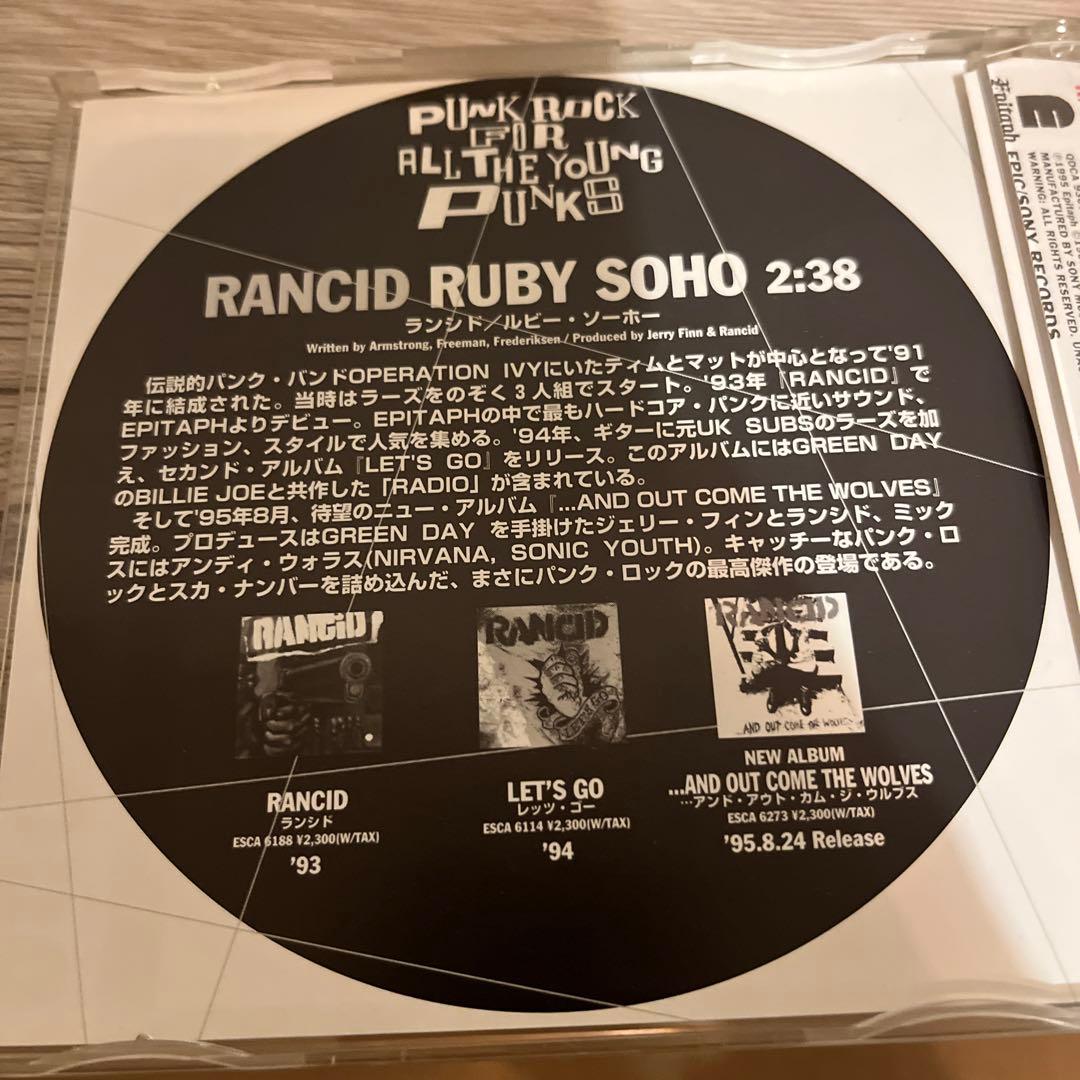 PUNK ROCK
FOR
ALL THE YOUNG
PUNKS
RANCID RUBY SOHO 2:38
ランシド/ルビー・ソーホー
Written by Armstrong, Freeman, Frederiksen / Produced by Jerry Finn & Rancid
伝説的パンク・バンドOPERATION IVYにいたティムとマットが中心となって'91
年に結成された。当時はラーズをのぞく3人組でスタート。'93年『RANCID』で
EPITAPHよりデビュー。EPITAPHの中で最もハードコア・パンクに近いサウンド、
ファッション、スタイルで人気を集める。'94年、ギターに元UK SUBSのラーズを加
え、セカンド・アルバム『LET'S GO』をリリース。このアルバムにはGREEN DAY
のBILLIE JOEと共作した「RADIO」が含まれている。
そして'95年8月、待望のニュー・アルバム『...AND OUT COME THE WOLVES』
完成。プロデュースはGREEN DAY を手掛けたジェリー・フィンとランシド、ミック
スにはアンディ・ウォラス(NIRVANA, SONIC YOUTH)。キャッチーなパンク・ロ
ックとスカ・ナンバーを詰め込んだ、まさにパンク・ロックの最高傑作の登場である。
RANCID
RANCID
RANCID
LET'S GO
...AND OUT COME THE WOLVES
RANCID
ランシド
ESCA 6188 ¥2,300(W/TAX)
'93
LET'S GO
レッツ・ゴー
ESCA 6114 ¥2,300(W/TAX)
'94
NEW ALBUM
...AND OUT COME THE WOLVES
…アンド・アウト・カム・ジ・ウルブス
ESCA 6273 ¥2,300(W/TAX)
'95.8.24 Release
E
Epitaph EPIC/SONY RECORDS
QDCA
℗1995 Epitaph
MANUFACTURED BY SONY
WARNING: ALL RIGHTS RESERVED.